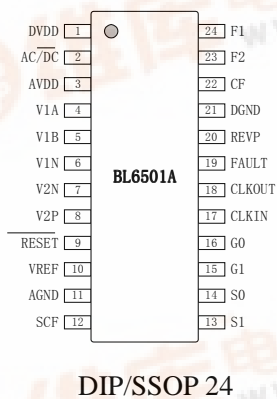 DVDD 1 24 F1
AC/DC 2 23 F2
AVDD 3 22 CF
V1A 4 21 DGND
V1B 5 20 REVP
V1N 6 19 FAULT
BL6501A
V2N 7 18 CLKOUT
V2P 8 17 CLKIN
RESET 9 16 G0
VREF 10 15 G1
AGND 11 14 S0
SCF 12 13 S1
DIP/SSOP 24